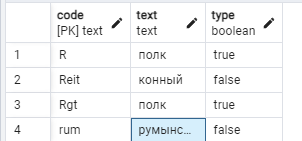 code text type
[PK] text text boolean
1 R полк true
2 Reit конный false
3 Rgt полк true
4 rum румынс... false